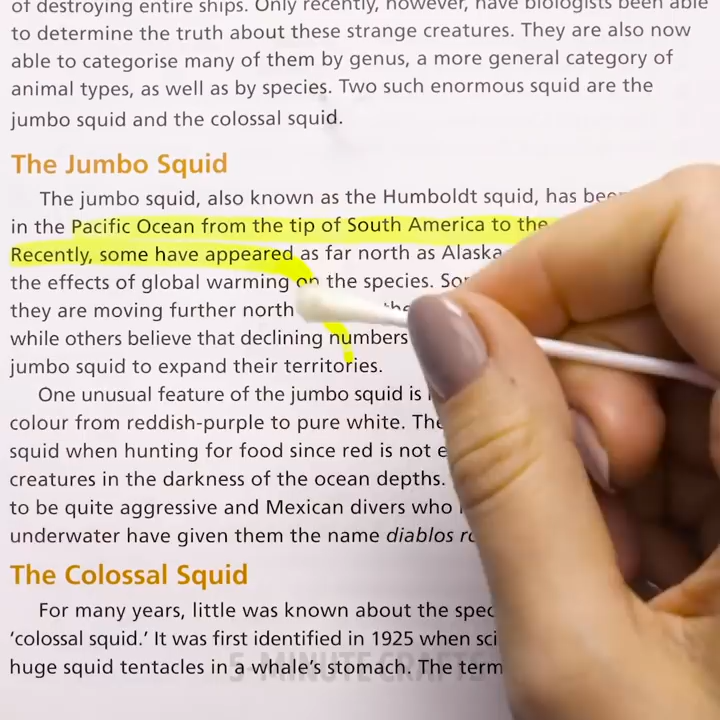 of destroying entire ships. Only recently, however, have biologists been able
to determine the truth about these strange creatures. They are also now
able to categorise many of them by genus, a more general category of
animal types, as well as by species. Two such enormous squid are the
jumbo squid and the colossal squid.
The Jumbo Squid
The jumbo squid, also known as the Humboldt squid, has
in the Pacific Ocean from the tip of South America to the
Recently, some have appeared as far north as Alaska
the effects of global warming on the species.
they are moving further north
while others believe that declining numbers
jumbo squid to expand their territories.
One unusual feature of the jumbo squid is
colour from reddish-purple to pure white.
squid when hunting for food since red is not
creatures in the darkness of the ocean depths.
to be quite aggressive and Mexican divers who
underwater have given them the name diablos
The Colossal Squid
For many years, little was known about the
'colossal squid.' It was first identified in 1925 when
huge squid tentacles in a whale's stomach. The term
5-MINUTE CRAFTS